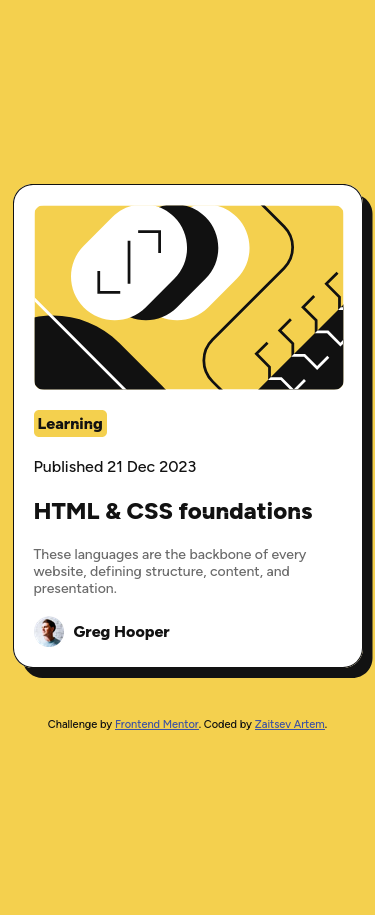 Learning
Published 21 Dec 2023
HTML & CSS foundations
These languages are the backbone of every
website, defining structure, content, and
presentation.
Greg Hooper
Challenge by Frontend Mentor. Coded by Zaitsev Artem.